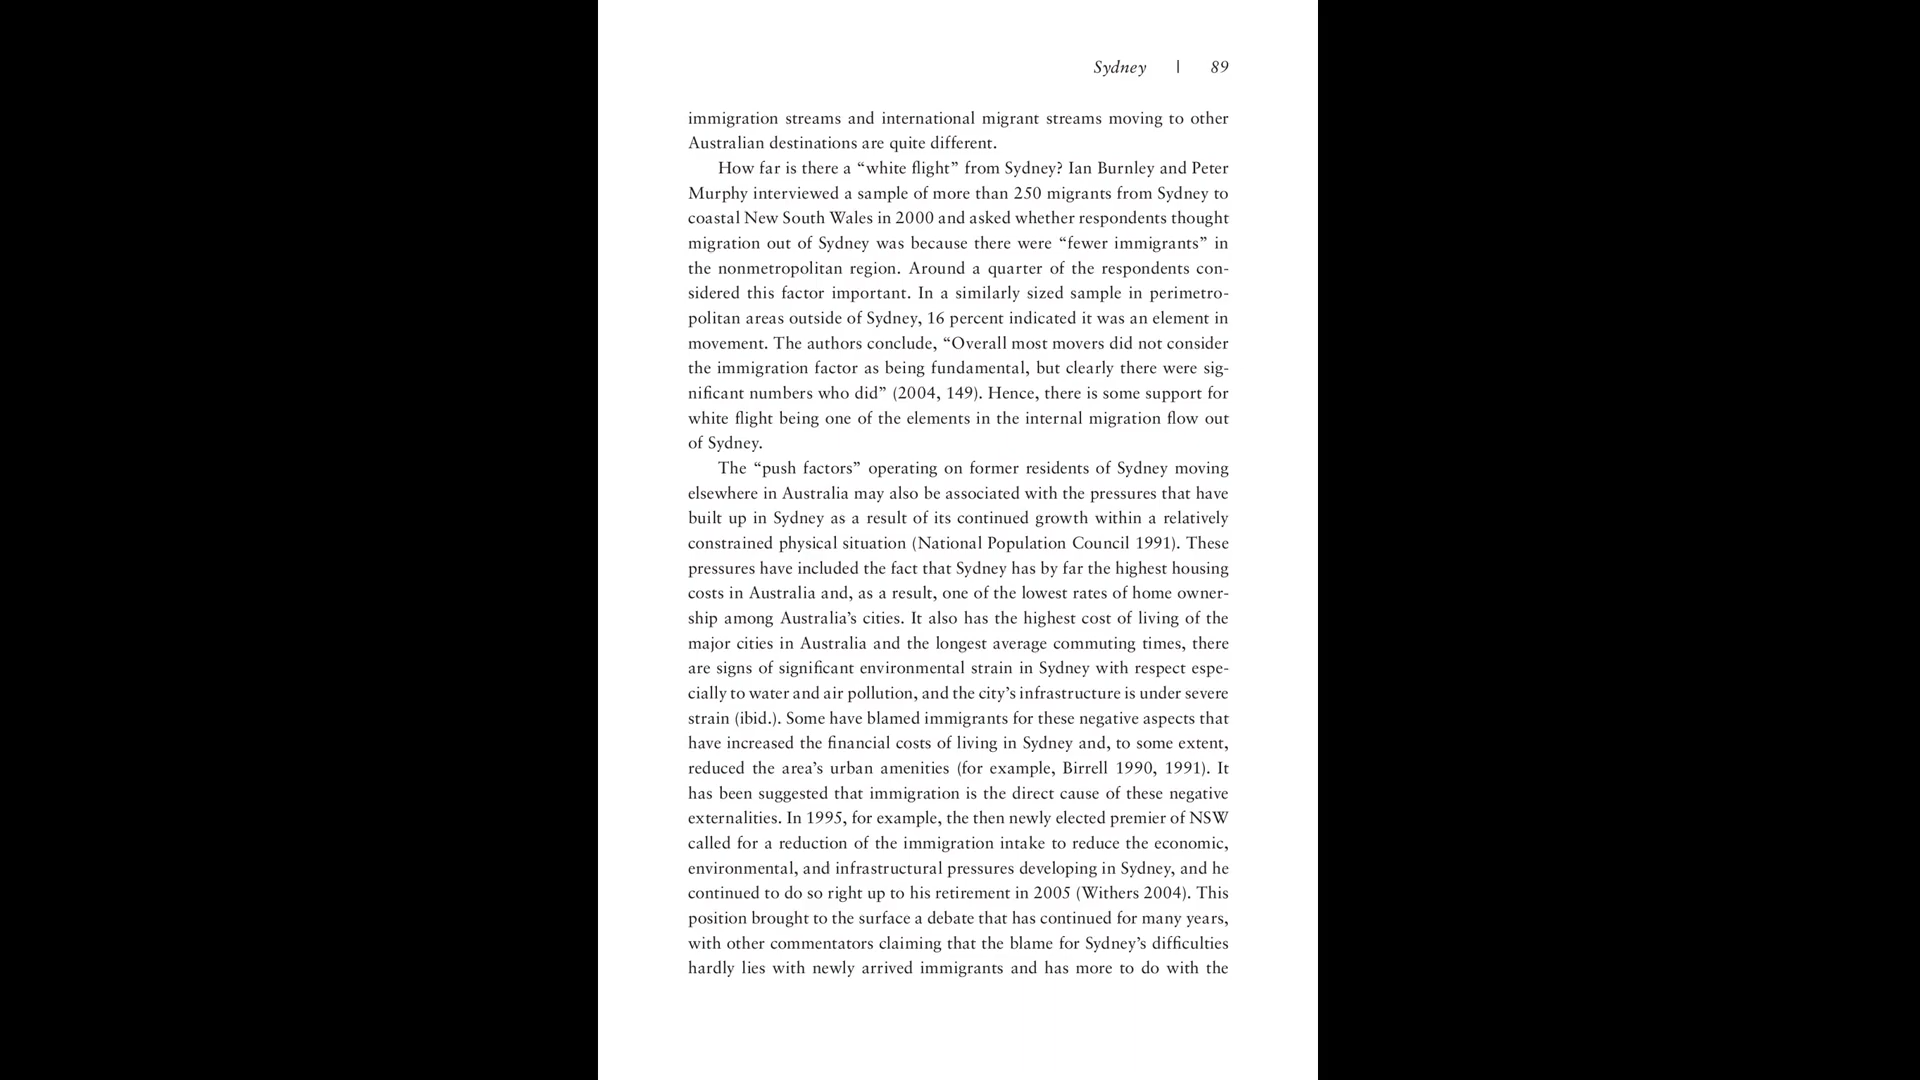 Sydney | 89
immigration streams and international migrant streams moving to other
Australian destinations are quite different.
How far is there a “white flight” from Sydney? Ian Burnley and Peter
Murphy interviewed a sample of more than 250 migrants from Sydney to
coastal New South Wales in 2000 and asked whether respondents thought
migration out of Sydney was because there were “fewer immigrants” in
the nonmetropolitan region. Around a quarter of the respondents con-
sidered this factor important. In a similarly sized sample in perimetro-
politan areas outside of Sydney, 16 percent indicated it was an element in
movement. The authors conclude, “Overall most movers did not consider
the immigration factor as being fundamental, but clearly there were sig-
nificant numbers who did” (2004, 149). Hence, there is some support for
white flight being one of the elements in the internal migration flow out
of Sydney.
The “push factors” operating on former residents of Sydney moving
elsewhere in Australia may also be associated with the pressures that have
built up in Sydney as a result of its continued growth within a relatively
constrained physical situation (National Population Council 1991). These
pressures have included the fact that Sydney has by far the highest housing
costs in Australia and, as a result, one of the lowest rates of home owner-
ship among Australia’s cities. It also has the highest cost of living of the
major cities in Australia and the longest average commuting times, there
are signs of significant environmental strain in Sydney with respect espe-
cially to water and air pollution, and the city’s infrastructure is under severe
strain (ibid.). Some have blamed immigrants for these negative aspects that
have increased the financial costs of living in Sydney and, to some extent,
reduced the area’s urban amenities (for example, Birrell 1990, 1991). It
has been suggested that immigration is the direct cause of these negative
externalities. In 1995, for example, the then newly elected premier of NSW
called for a reduction of the immigration intake to reduce the economic,
environmental, and infrastructural pressures developing in Sydney, and he
continued to do so right up to his retirement in 2005 (Withers 2004). This
position brought to the surface a debate that has continued for many years,
with other commentators claiming that the blame for Sydney’s difficulties
hardly lies with newly arrived immigrants and has more to do with the